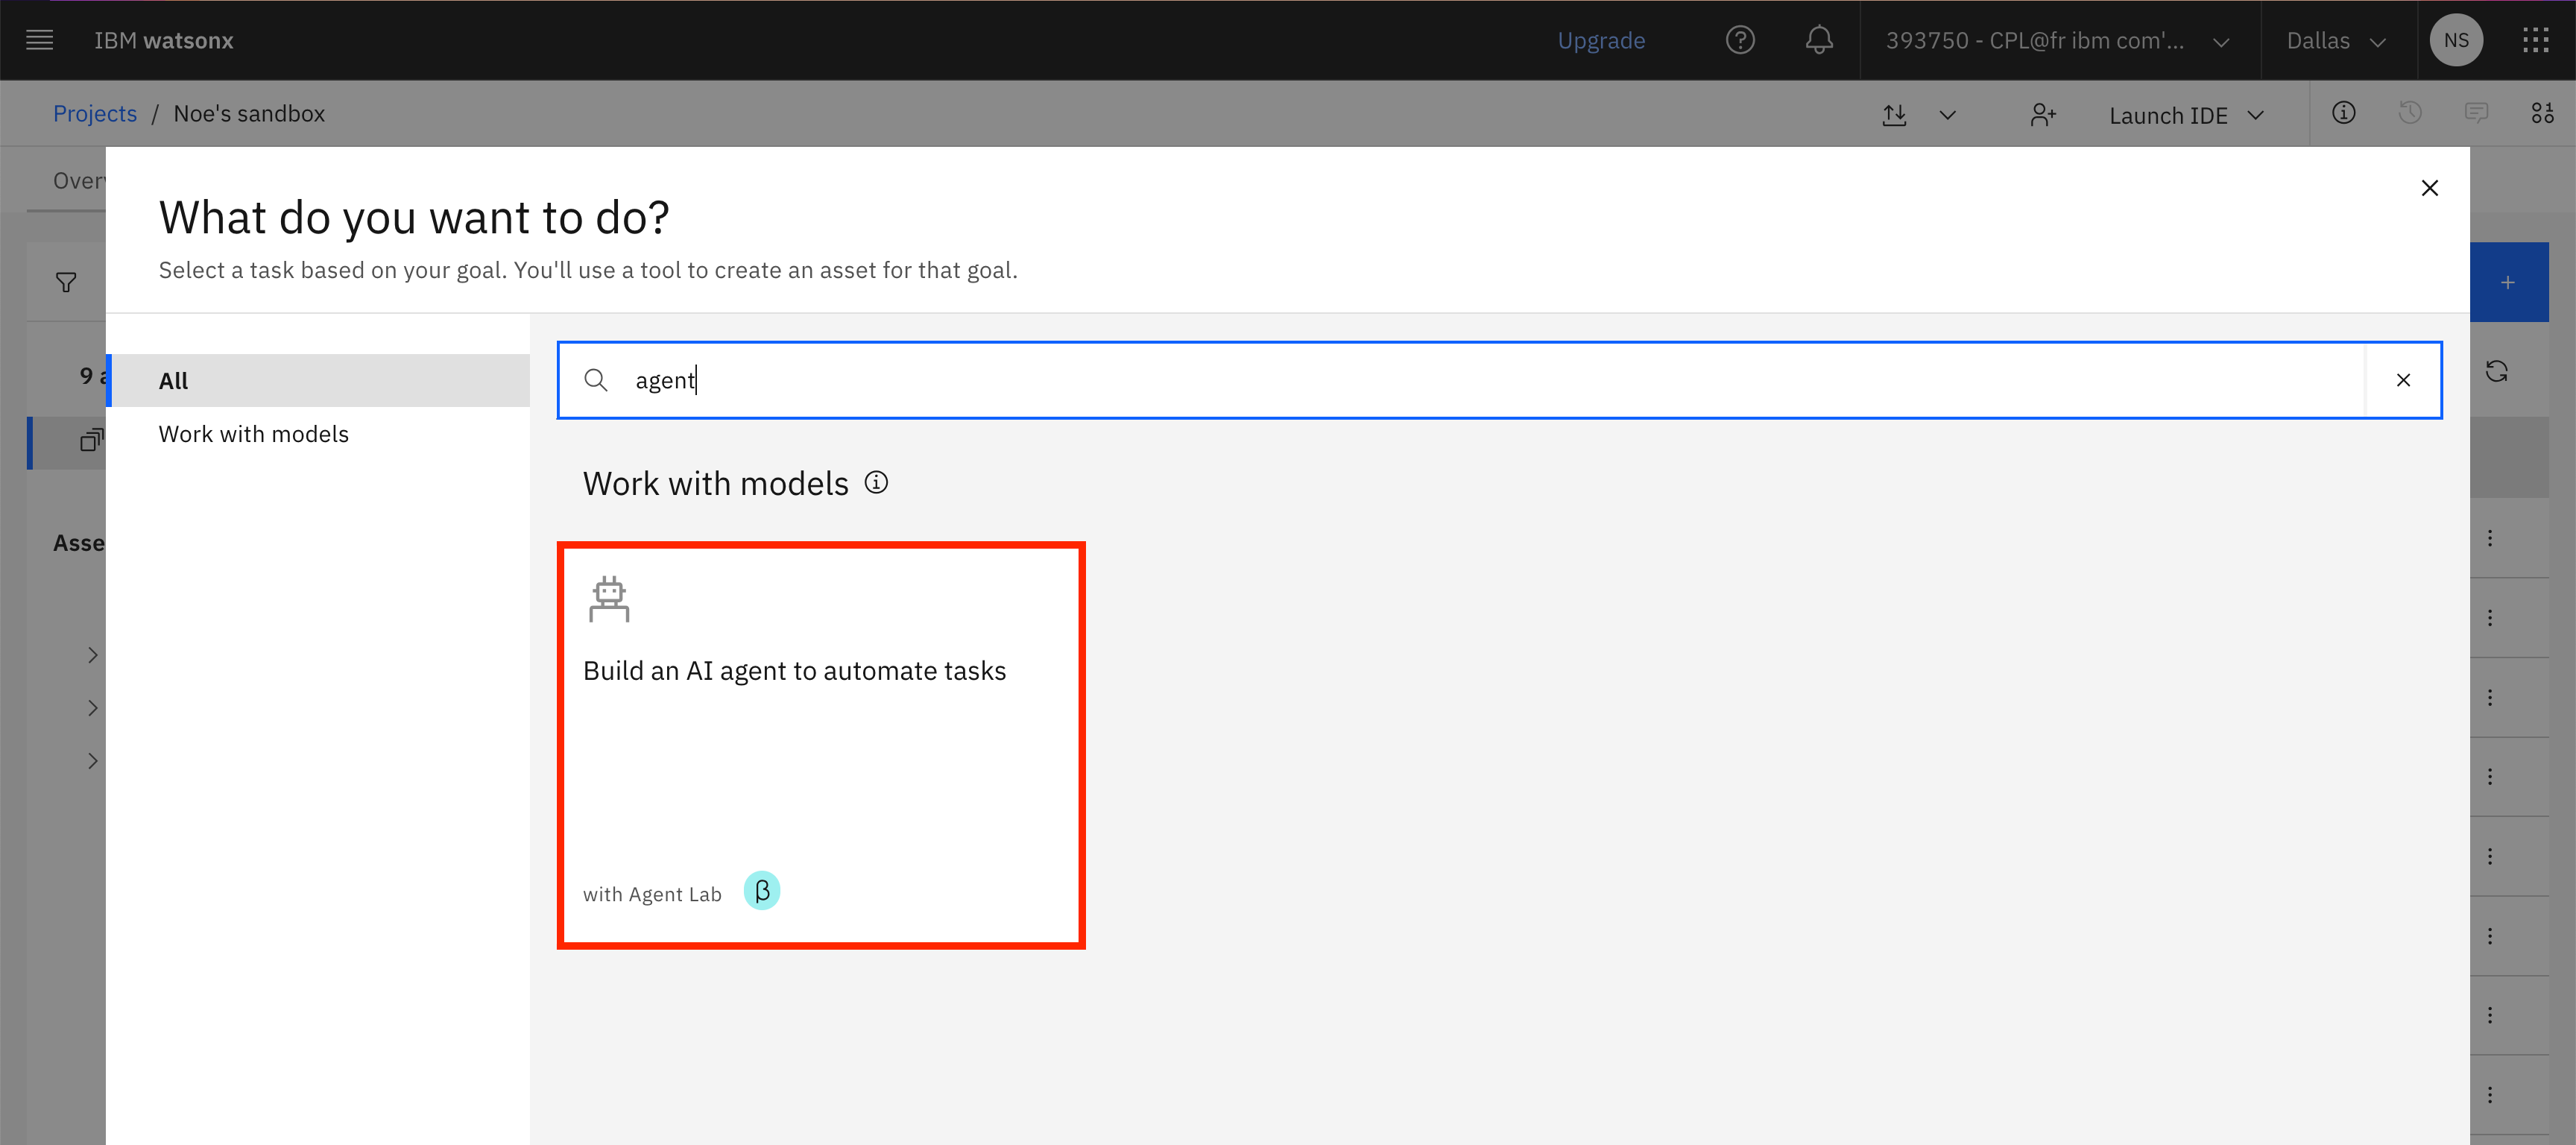 IBM watsonx
Upgrade
393750 - CPL@fr ibm com'...
Dallas
NS
Projects / Noe's sandbox
Launch IDE
What do you want to do?
Select a task based on your goal. You'll use a tool to create an asset for that goal.
All
Work with models
agent
Work with models
Build an AI agent to automate tasks
with Agent Lab β
9